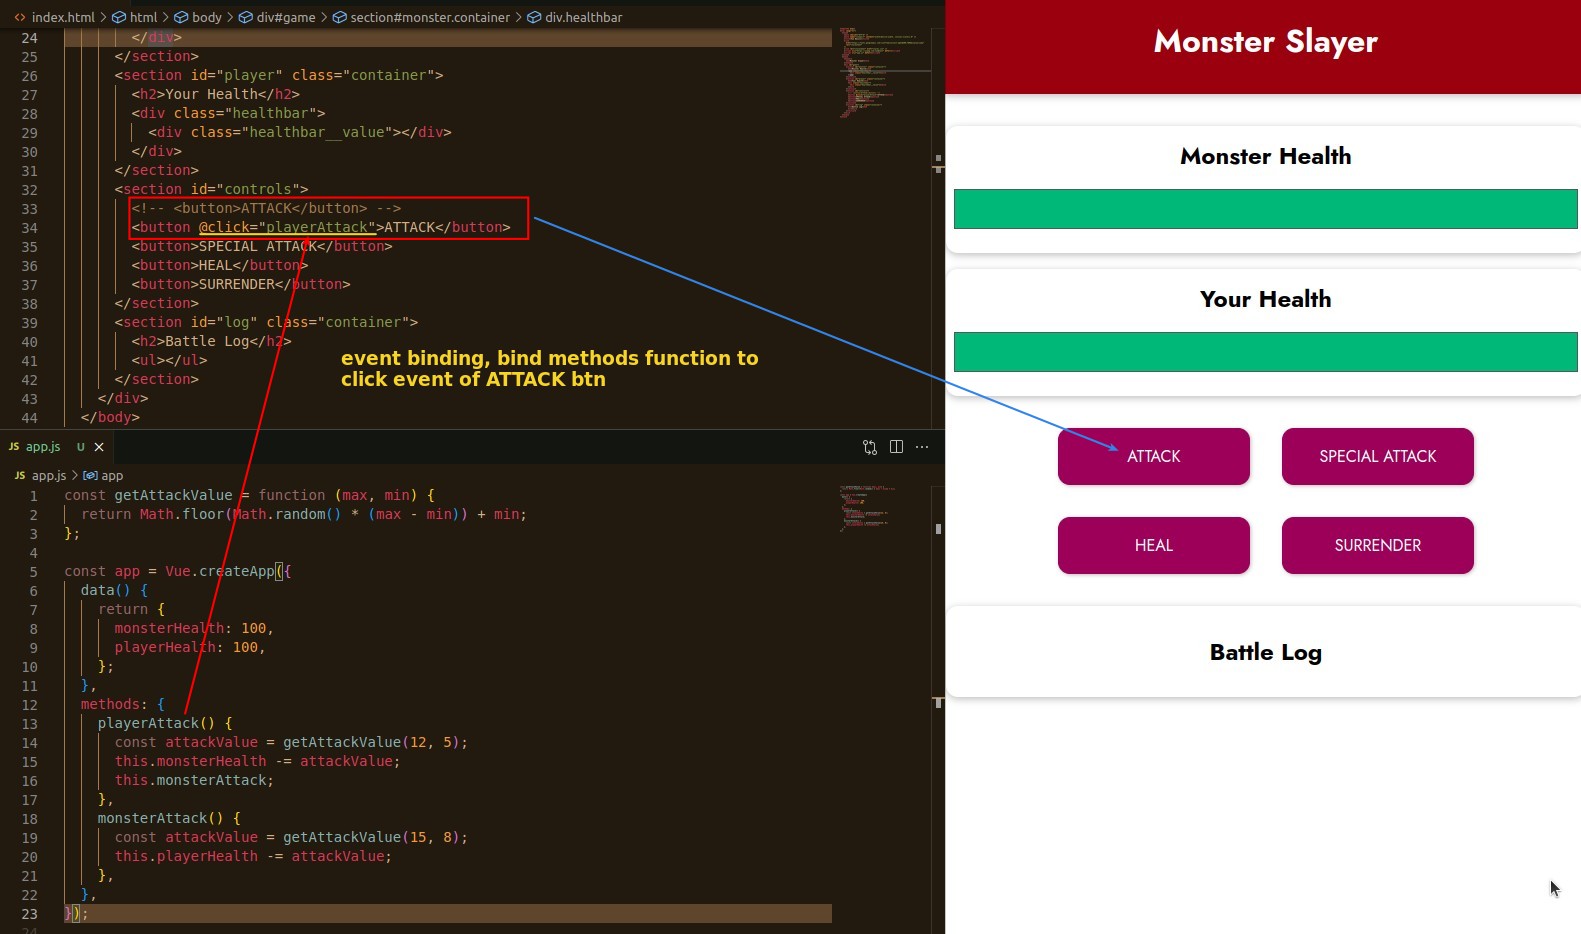 index.html > html > body > div#game > section#monster.container > div.healthbar
24 </div>
25 </section>
26 <section id="player" class="container">
27 <h2>Your Health</h2>
28 <div class="healthbar">
29 <div class="healthbar__value"></div>
30 </div>
31 </section>
32 <section id="controls">
33 <!-- <button>ATTACK</button> -->
34 <button @click="playerAttack">ATTACK</button>
35 <button>SPECIAL ATTACK</button>
36 <button>HEAL</button>
37 <button>SURRENDER</button>
38 </section>
39 <section id="log" class="container">
40 <h2>Battle Log</h2>
41 <ul></ul>
42 </section>
43 </div>
44 </body>
event binding, bind methods function to
click event of ATTACK btn
JS app.js U
JS app.js > app
1 const getAttackValue = function (max, min) {
2 return Math.floor(Math.random() * (max - min)) + min;
3 };
4
5 const app = Vue.createApp({
6 data() {
7 return {
8 monsterHealth: 100,
9 playerHealth: 100,
10 };
11 },
12 methods: {
13 playerAttack() {
14 const attackValue = getAttackValue(12, 5);
15 this.monsterHealth -= attackValue;
16 this.monsterAttack;
17 },
18 monsterAttack() {
19 const attackValue = getAttackValue(15, 8);
20 this.playerHealth -= attackValue;
21 },
22 },
23 });
24
Monster Slayer
Monster Health
Your Health
ATTACK
SPECIAL ATTACK
HEAL
SURRENDER
Battle Log